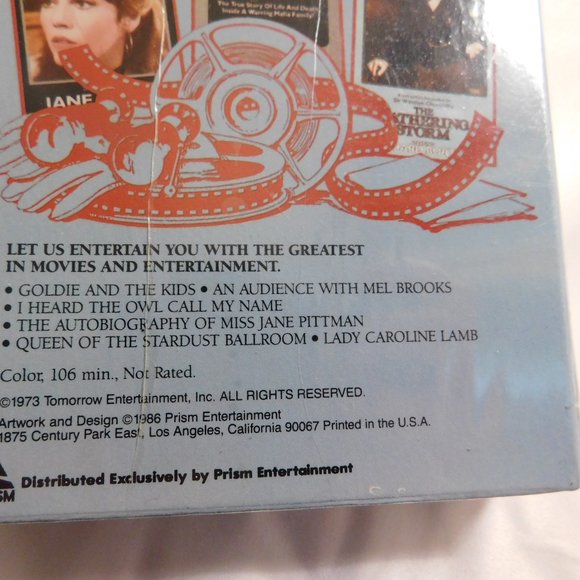 The True Story Of Life And Death
Inside A Warring Mafia Family!
JANE
Sir Winston Churchill
THE
GATHERING
STORM
LET US ENTERTAIN YOU WITH THE GREATEST
IN MOVIES AND ENTERTAINMENT.
• GOLDIE AND THE KIDS • AN AUDIENCE WITH MEL BROOKS
• I HEARD THE OWL CALL MY NAME
• THE AUTOBIOGRAPHY OF MISS JANE PITTMAN
• QUEEN OF THE STARDUST BALLROOM • LADY CAROLINE LAMB
Color, 106 min., Not Rated.
©1973 Tomorrow Entertainment, Inc. ALL RIGHTS RESERVED.
Artwork and Design ©1986 Prism Entertainment
1875 Century Park East, Los Angeles, California 90067 Printed in the U.S.A.
SM Distributed Exclusively by Prism Entertainment